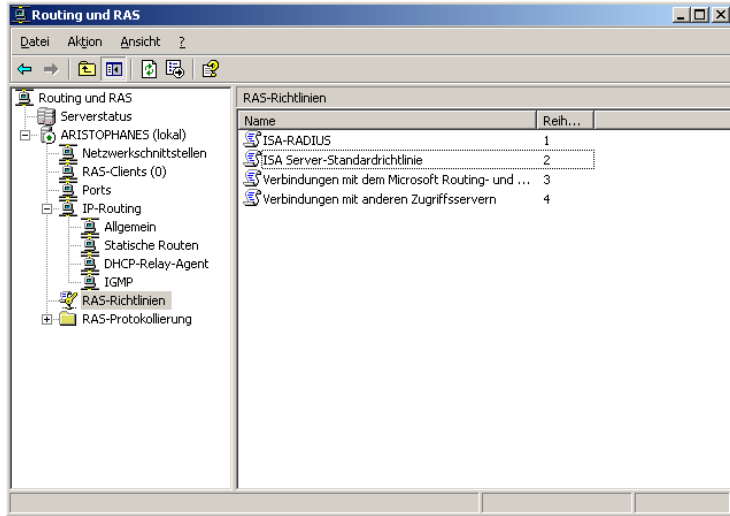 Routing und RAS
Datei Aktion Ansicht ?
Routing und RAS
Serverstatus
ARISTOPHANES (lokal)
Netzwerkschnittstellen
RAS-Clients (0)
Ports
IP-Routing
Allgemein
Statische Routen
DHCP-Relay-Agent
IGMP
RAS-Richtlinien
RAS-Protokollierung
RAS-Richtlinien
Name Reih...
ISA-RADIUS 1
ISA Server-Standardrichtlinie 2
Verbindungen mit dem Microsoft Routing- und ... 3
Verbindungen mit anderen Zugriffsservern 4